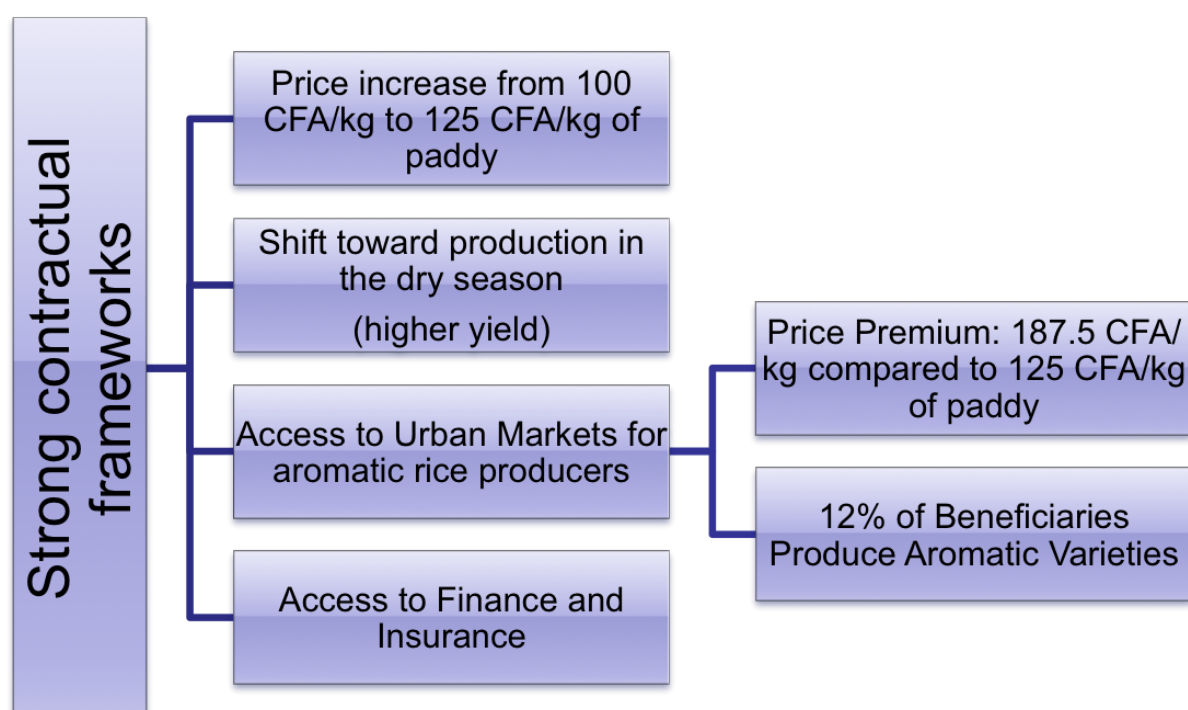 Strong contractual
frameworks
Price increase from 100
CFA/kg to 125 CFA/kg of
paddy
Shift toward production in
the dry season
(higher yield)
Access to Urban Markets for
aromatic rice producers
Price Premium: 187.5 CFA/
kg compared to 125 CFA/kg
of paddy
12% of Beneficiaries
Produce Aromatic Varieties
Access to Finance and
Insurance